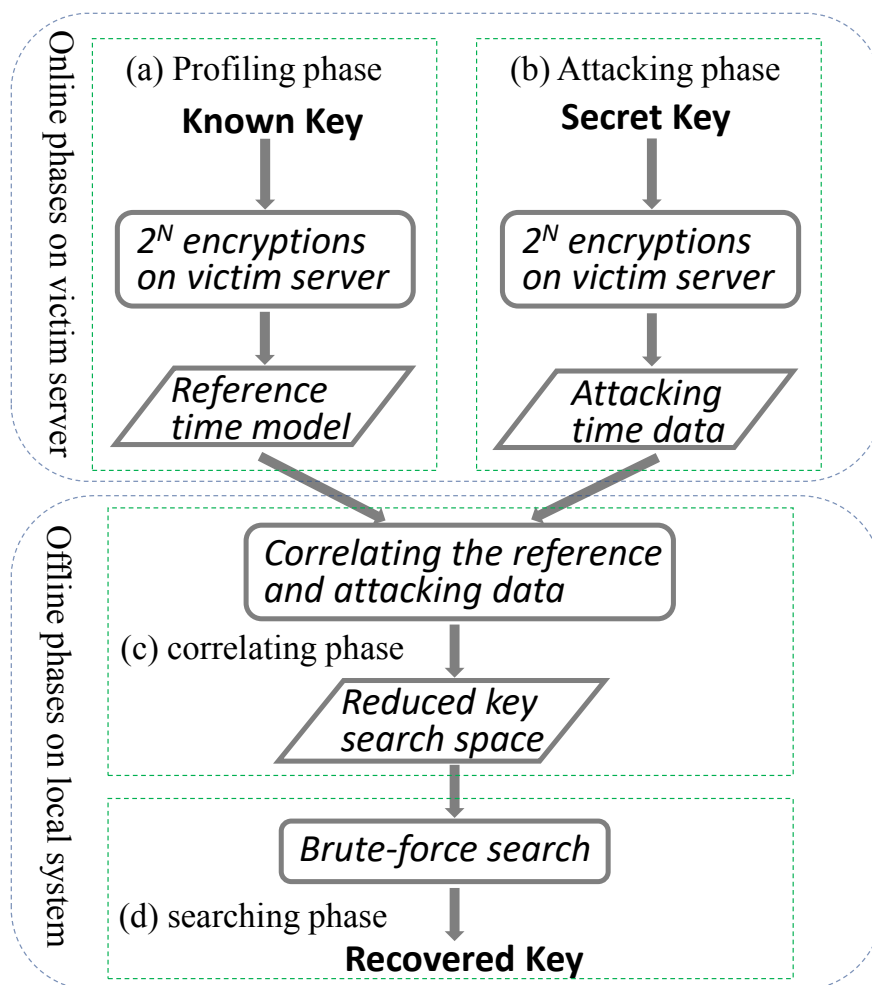 Online phases on victim server
(a) Profiling phase
Known Key
2^N encryptions
on victim server
Reference
time model
(b) Attacking phase
Secret Key
2^N encryptions
on victim server
Attacking
time data
Offline phases on local system
Correlating the reference
and attacking data
(c) correlating phase
Reduced key
search space
Brute-force search
(d) searching phase
Recovered Key